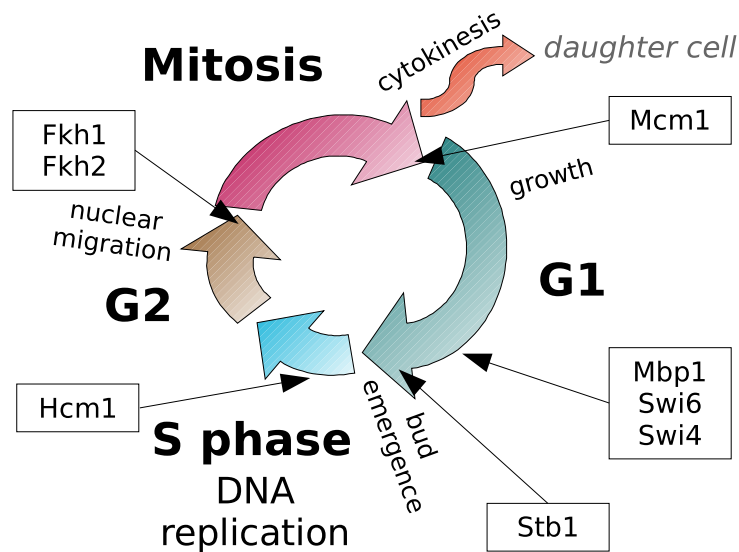 cytokinesis
daughter cell
Mitosis
Fkh1
Fkh2
Mcm1
growth
nuclear
migration
G1
G2
Mbp1
Swi6
Swi4
Hcm1
bud
emergence
S phase
DNA
replication
Stb1